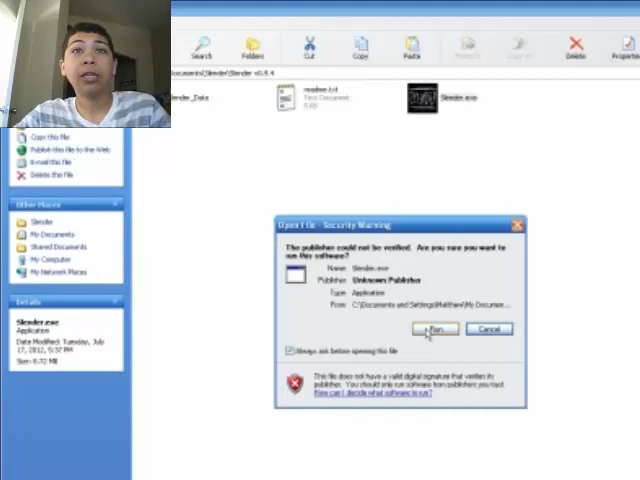 Search Folders Cut Copy Paste Delete Properties
Documents\Slender\Slender v0.9.4
Slender_Data
readme.txt
Text Document
Slender.exe
Copy this file
Publish this file to the Web
E-mail this file
Delete this file
Other Places
Slender
My Documents
Shared Documents
My Computer
My Network Places
Details
Slender.exe
Application
Date Modified: Tuesday, July
17, 2012, 5:37 PM
Size: 8.72 MB
Open File - Security Warning
The publisher could not be verified. Are you sure you want to
run this software?
Name: Slender.exe
Publisher: Unknown Publisher
Type: Application
From: C:\Documents and Settings\Matthew\My Documen...
Run Cancel
Always ask before opening this file
This file does not have a valid digital signature that verifies its
publisher. You should only run software from publishers you trust.
How can I decide what software to run?